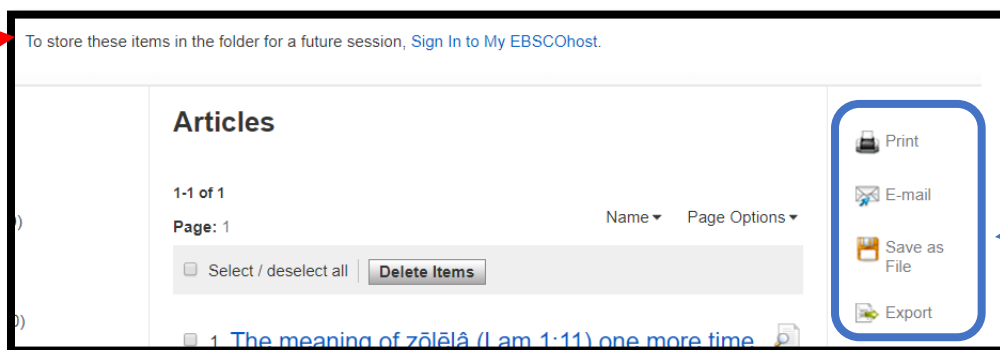 To store these items in the folder for a future session, Sign In to My EBSCOhost.
Articles
1-1 of 1
Page: 1
Name Page Options
Select / deselect all Delete Items
1. The meaning of zōlēlâ (Lam 1:11) one more time
Print
E-mail
Save as
File
Export
)
0)